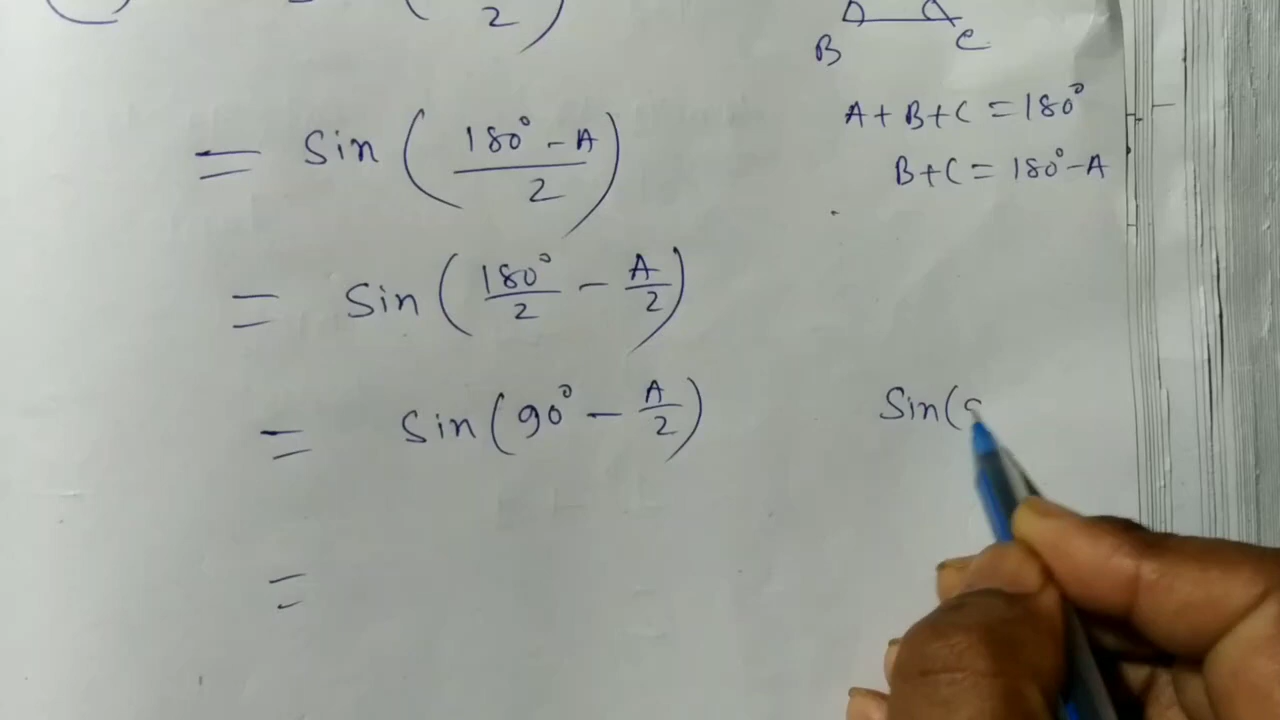 2 )
B C
A + B + C = 180°
B + C = 180° - A
= Sin ( 180° - A / 2 )
= Sin ( 180° / 2 - A / 2 )
= Sin ( 90° - A / 2 )
Sin (
=